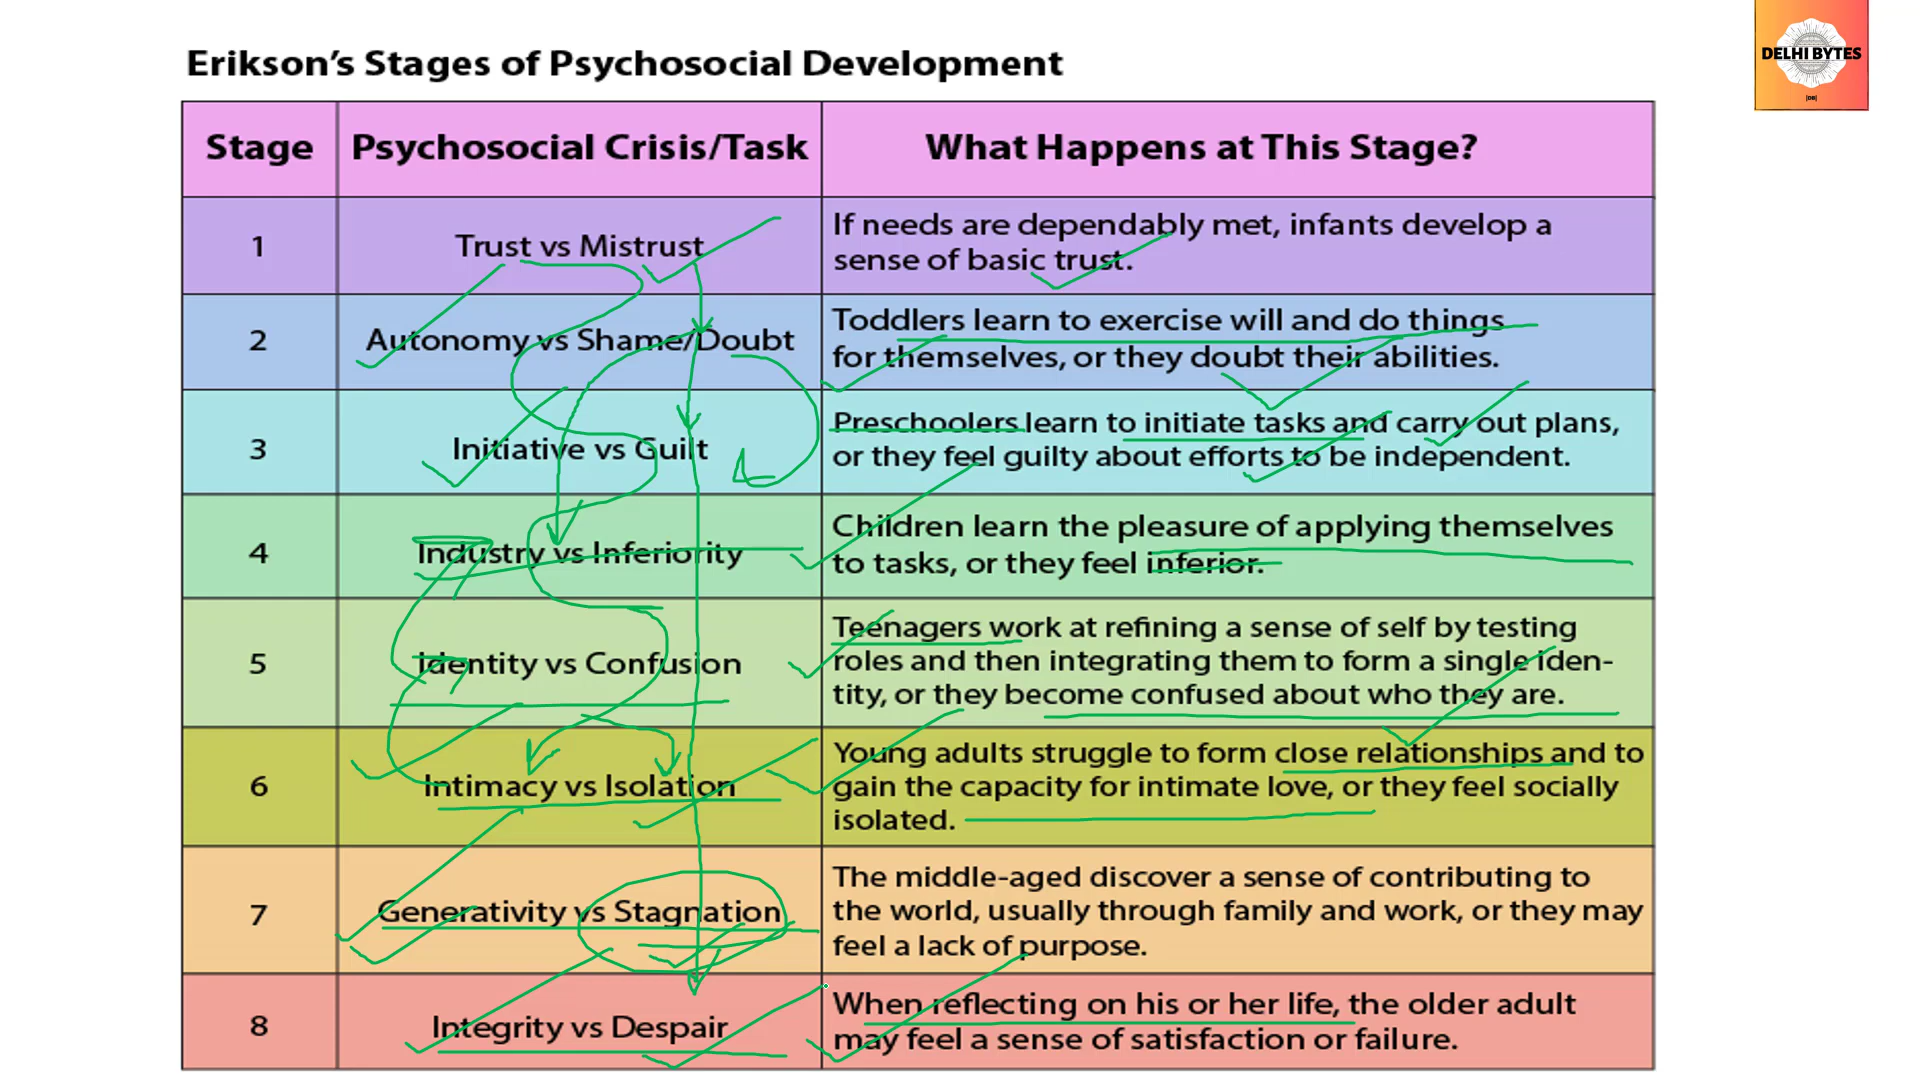 DELHI BYTES
|DB|
Erikson's Stages of Psychosocial Development
Stage
Psychosocial Crisis/Task
What Happens at This Stage?
1
Trust vs Mistrust
If needs are dependably met, infants develop a
sense of basic trust.
2
Autonomy vs Shame/Doubt
Toddlers learn to exercise will and do things
for themselves, or they doubt their abilities.
3
Initiative vs Guilt
Preschoolers learn to initiate tasks and carry out plans,
or they feel guilty about efforts to be independent.
4
Industry vs Inferiority
Children learn the pleasure of applying themselves
to tasks, or they feel inferior.
5
Identity vs Confusion
Teenagers work at refining a sense of self by testing
roles and then integrating them to form a single iden-
tity, or they become confused about who they are.
6
Intimacy vs Isolation
Young adults struggle to form close relationships and to
gain the capacity for intimate love, or they feel socially
isolated.
7
Generativity vs Stagnation
The middle-aged discover a sense of contributing to
the world, usually through family and work, or they may
feel a lack of purpose.
8
Integrity vs Despair
When reflecting on his or her life, the older adult
may feel a sense of satisfaction or failure.